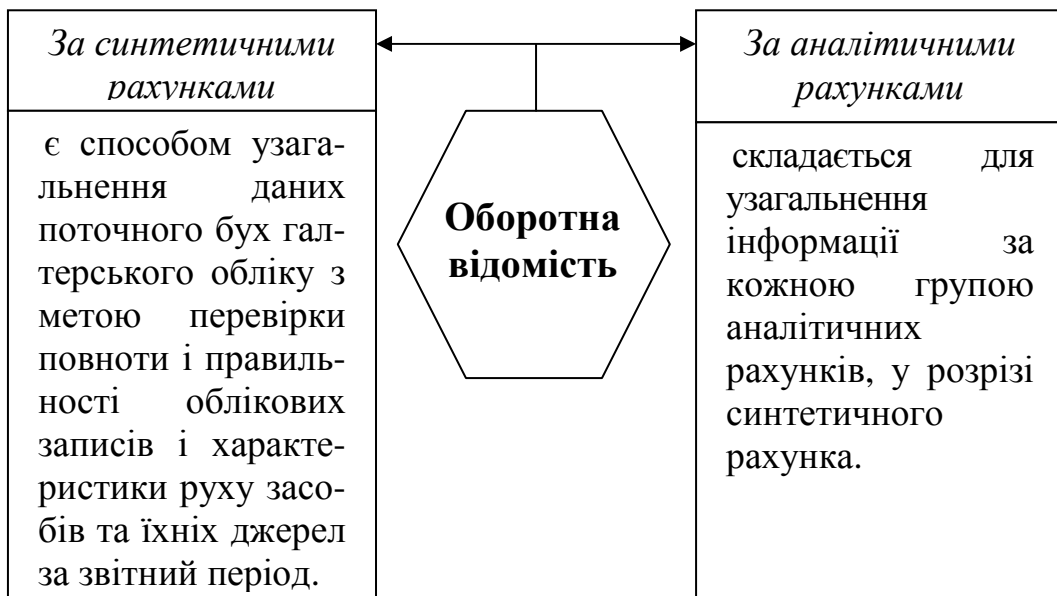 За синтетичними
рахунками
є способом узага-
льнення даних
поточного бух гал-
терського обліку з
метою перевірки
повноти і правиль-
ності облікових
записів і характе-
ристики руху засо-
бів та їхніх джерел
за звітний період.
Оборотна
відомість
За аналітичними
рахунками
складається для
узагальнення
інформації за
кожною групою
аналітичних
рахунків, у розрізі
синтетичного
рахунка.